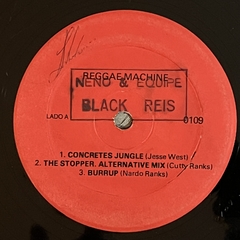 REGGAE MACHINE
NENO & EQUIPE
BLACK REIS
LADO A
0109
1. CONCRETES JUNGLE (Jesse West)
2. THE STOPPER. ALTERNATIVE MIX (Cutty Ranks)
3. BURRUP (Nardo Ranks)